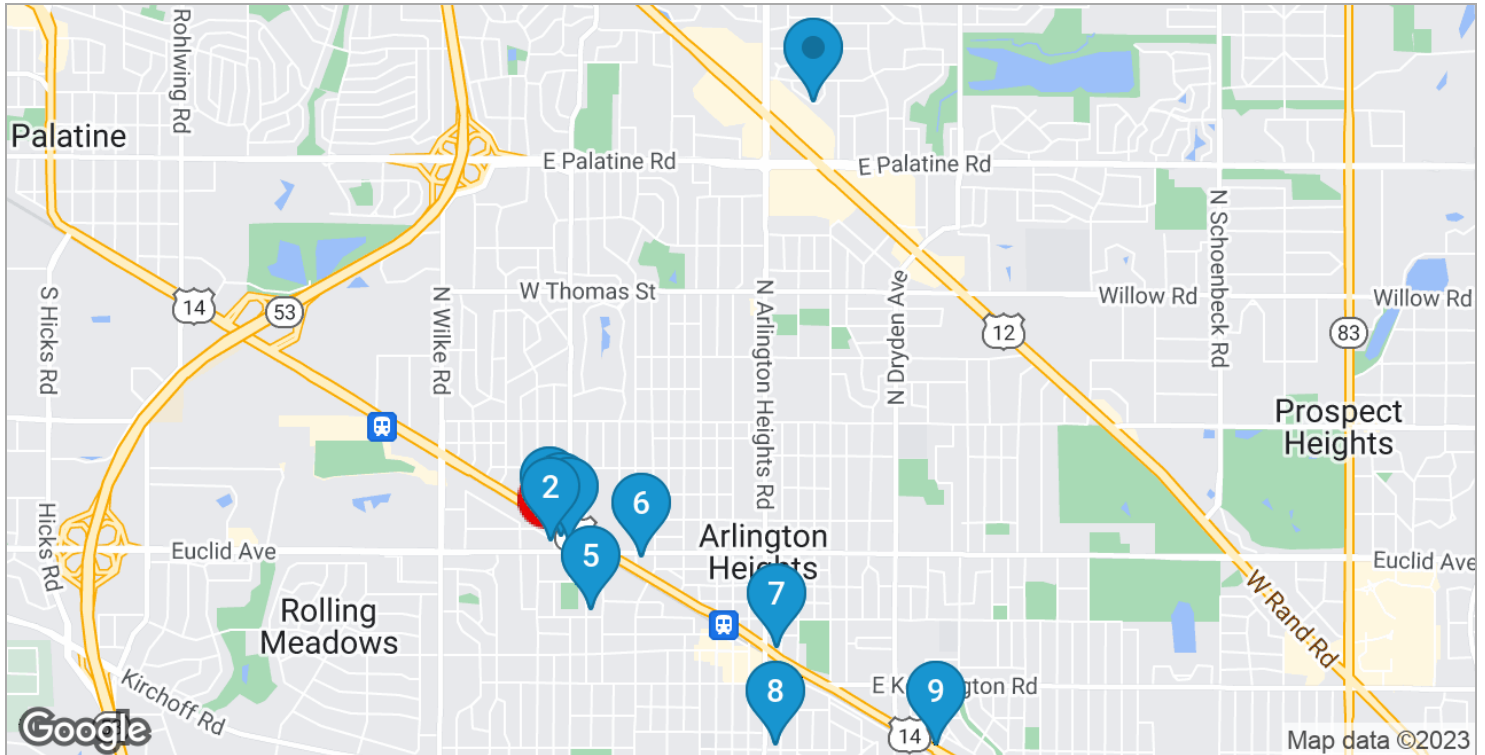 Rohlwing Rd
Palatine
E Palatine Rd
E Palatine Rd
N Schoenbeck Rd
S Hicks Rd
14
53
N Wilke Rd
W Thomas St
N Arlington Heights Rd
N Dryden Ave
Willow Rd
Willow Rd
12
83
Prospect
Heights
2
6
Hicks Rd
Euclid Ave
5
Arlington
Heights
Euclid Ave
7
W Rand Rd
Rolling
Meadows
Kirchoff Rd
8
9
14
Google
Map data ©2023